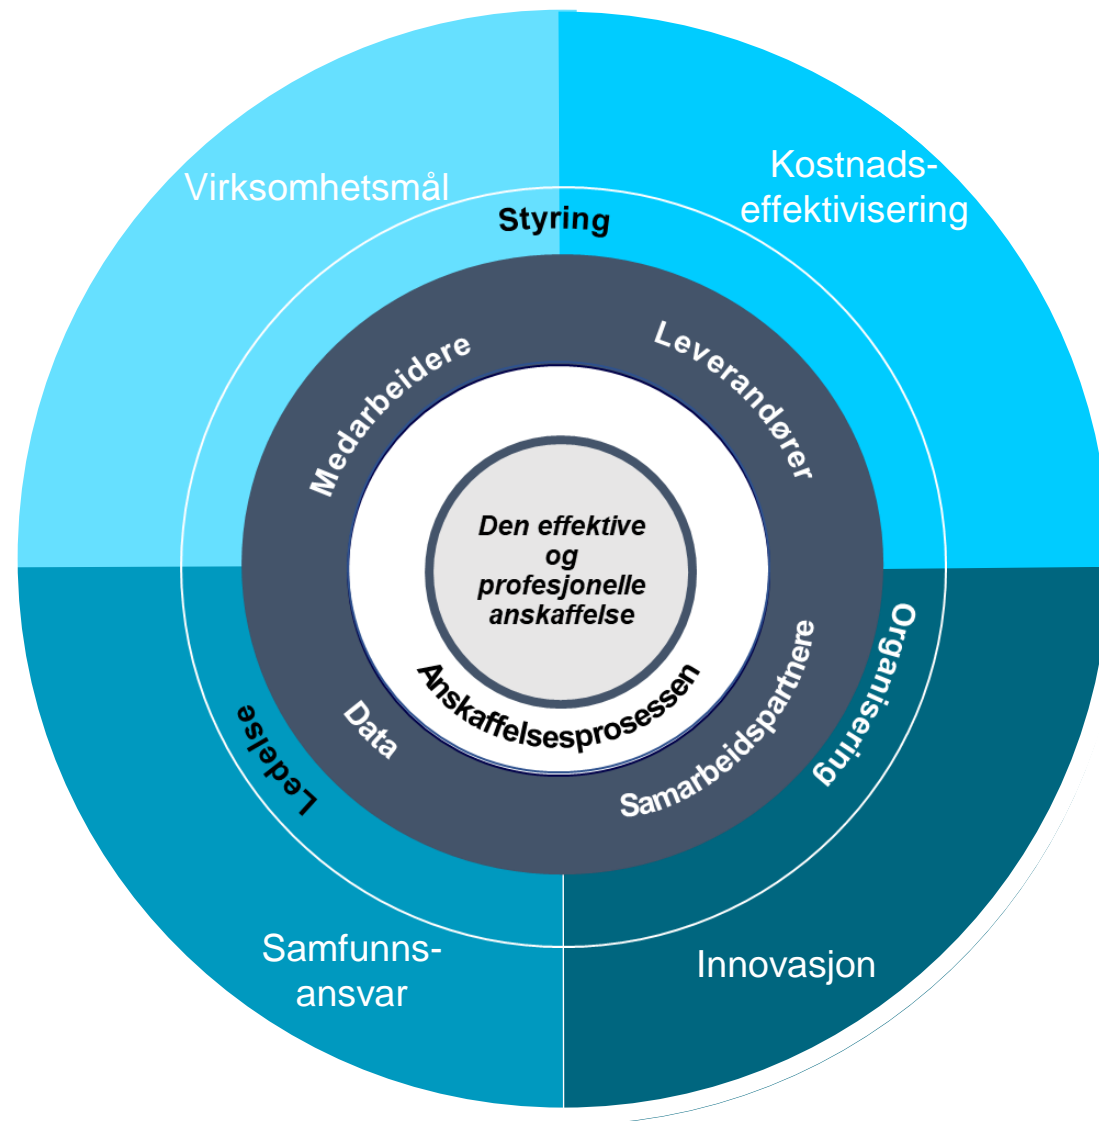 Virksomhetsmål
Kostnads-
effektivisering
Styring
Medarbeidere
Leverandører
Den effektive
og
profesjonelle
anskaffelse
Anskaffelsesprosessen
Data
Samarbeidspartnere
Organisering
Ledelse
Samfunns-
ansvar
Innovasjon